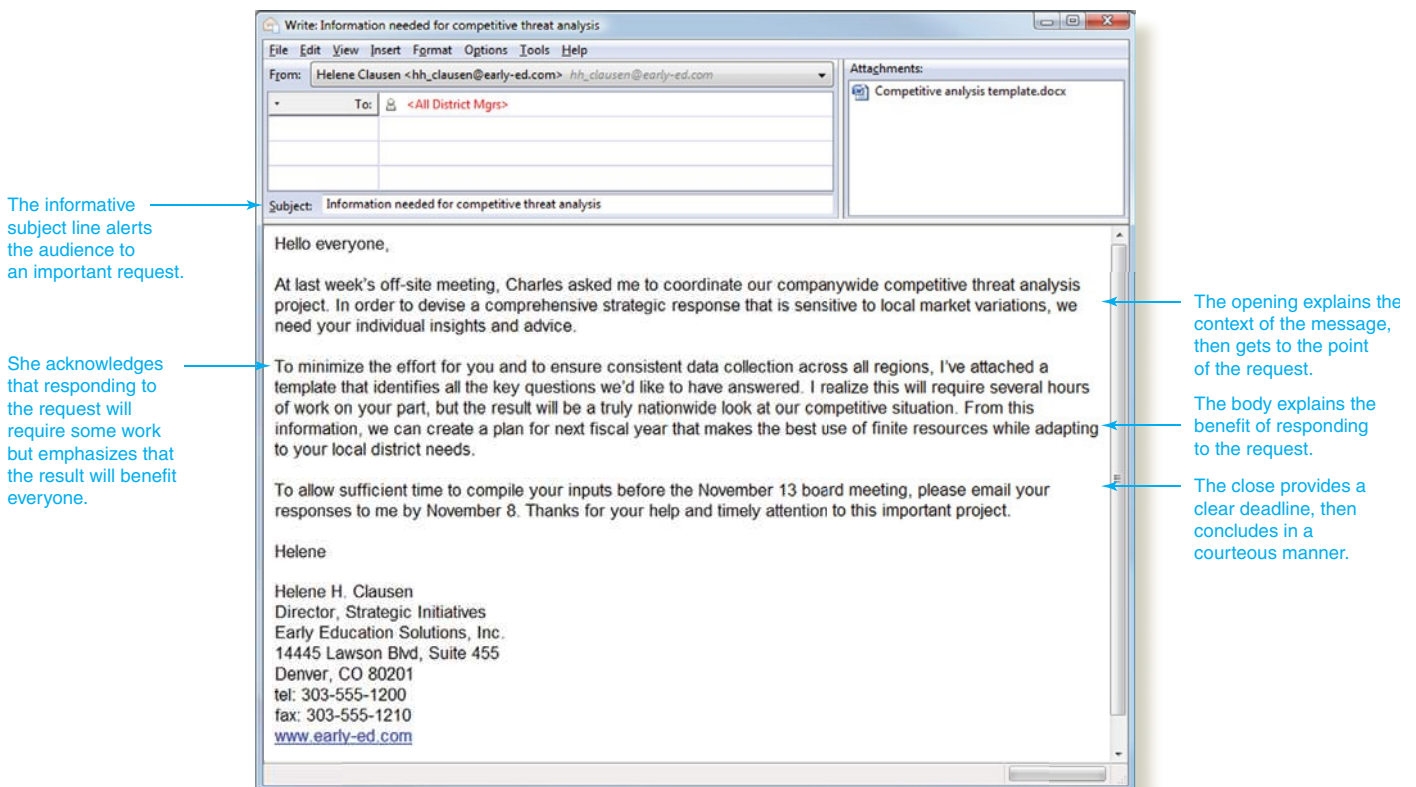 Write: Information needed for competitive threat analysis
File Edit View Insert Format Options Tools Help
From: Helene Clausen <hh_clausen@early-ed.com> hh_clausen@early-ed.com
Attachments:
Competitive anilysis template.docx
To: <All District Mgrs>
Subject: Information needed for competitive threat analysis
The informative
subject line alerts
the audience to
an important request.
Hello everyone,
At last week's off-site meeting, Charles asked me to coordinate our companywide competitive threat analysis
project. In order to devise a comprehensive strategic response that is sensitive to local market variations, we
need your individual insights and advice.
The opening explains the
context of the message,
then gets to the point
of the request.
She acknowledges
that responding to
the request will
require some work
but emphasizes that
the result will benefit
everyone.
To minimize the effort for you and to ensure consistent data collection across all regions, I've attached a
template that identifies all the key questions we'd like to have answered. I realize this will require several hours
of work on your part, but the result will be a truly nationwide look at our competitive situation. From this
information, we can create a plan for next fiscal year that makes the best use of finite resources while adapting
to your local district needs.
The body explains the
benefit of responding
to the request.
To allow sufficient time to compile your inputs before the November 13 board meeting, please email your
responses to me by November 8. Thanks for your help and timely attention to this important project.
The close provides a
clear deadline, then
concludes in a
courteous manner.
Helene
Helene H. Clausen
Director, Strategic Initiatives
Early Education Solutions, Inc.
14445 Lawson Blvd, Suite 455
Denver, CO 80201
tel: 303-555-1200
fax: 303-555-1210
www.early-ed.com